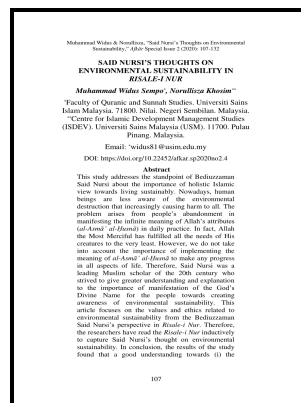 Muhammad Widus & Norullisza, "Said Nursi's Thoughts on Environmental
Sustainability," Afkār Special Issue 2 (2020): 107-132
SAID NURSI'S THOUGHTS ON
ENVIRONMENTAL SUSTAINABILITY IN
RISALE-I NUR
Muhammad Widus Sempo*, Norullisza Khosim**
*Faculty of Quranic and Sunnah Studies. Universiti Sains
Islam Malaysia. 71800. Nilai. Negeri Sembilan. Malaysia.
**Centre for Islamic Development Management Studies
(ISDEV). Universiti Sains Malaysia (USM). 11700. Pulau
Pinang. Malaysia.
Email: *widus81@usim.edu.my
DOI: https://doi.org/10.22452/afkar.sp2020no2.4
Abstract
This study addresses the standpoint of Bediuzzaman
Said Nursi about the importance of holistic Islamic
view towards living sustainably. Nowadays, human
beings are less aware of the environmental
destruction that increasingly causing harm to all. The
problem arises from people's abandonment in
manifesting the infinite meaning of Allah's attributes
(al-Asmā' al-Ḥusnā) in daily practice. In fact, Allah
the Most Merciful has fulfilled all the needs of His
creatures to the very least. However, we do not take
into account the importance of implementing the
meaning of al-Asmā' al-Ḥusnā to make any progress
in all aspects of life. Therefore, Said Nursi was a
leading Muslim scholar of the 20th century who
strived to give greater understanding and explanation
to the importance of manifestation of the God's
Divine Name for the people towards creating
awareness of environmental sustainability. This
article focuses on the values and ethics related to
environmental sustainability from the Bediuzzaman
Said Nursi's perspective in Risale-i Nur. Therefore,
the researchers have read the Risale-i Nur inductively
to capture Said Nursi's thought on environmental
sustainability. In conclusion, the results of the study
found that a good understanding towards (i) the
107